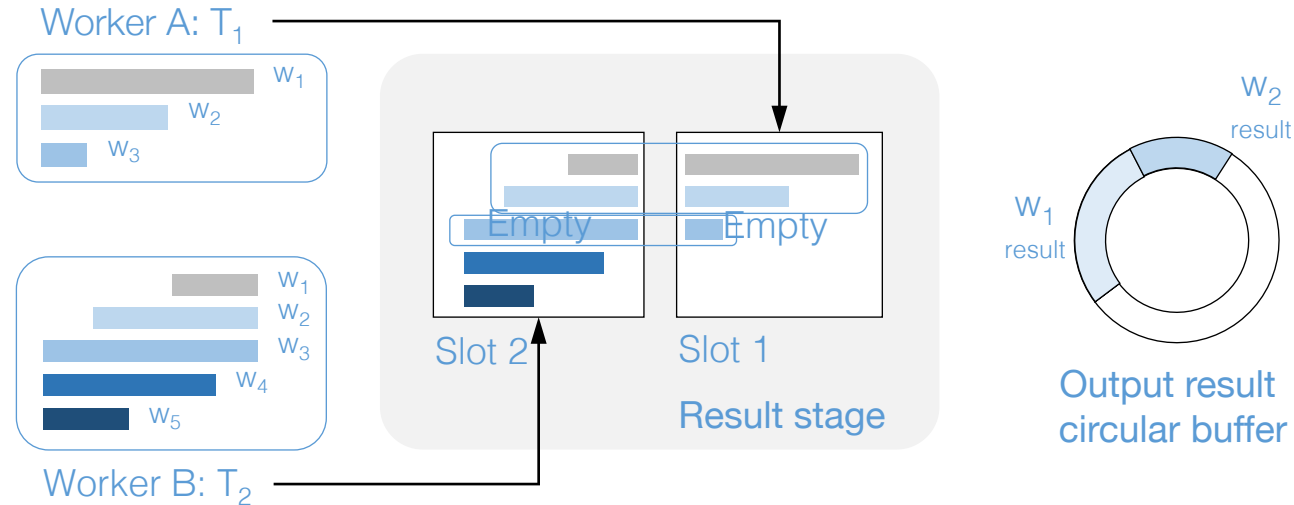 Worker A: T₁
w₁
w₂
w₃
w₁
w₂
w₃
w₄
w₅
Worker B: T₂
Empty
Empty
Slot 2
Slot 1
Result stage
w₂
result
w₁
result
Output result
circular buffer